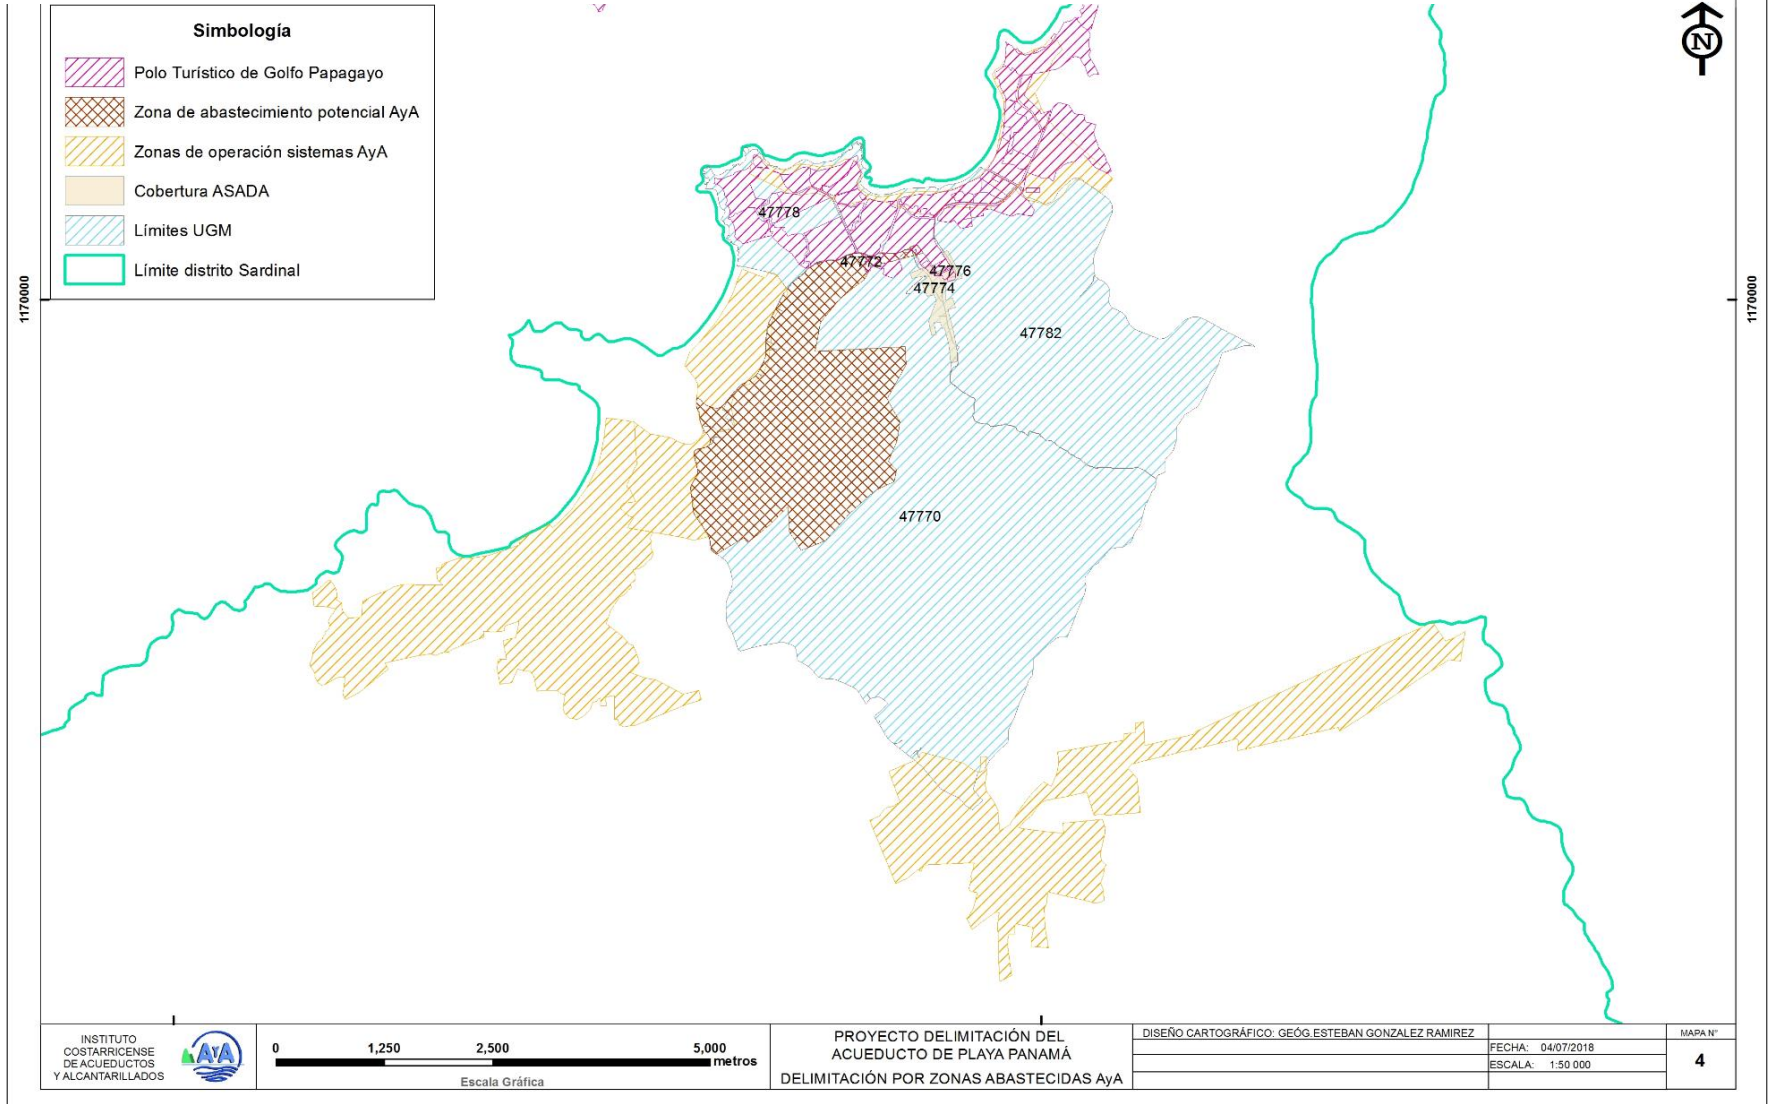 Simbología
Polo Turístico de Golfo Papagayo
Zona de abastecimiento potencial AyA
Zonas de operación sistemas AyA
Cobertura ASADA
Límites UGM
Límite distrito Sardinal
N
1170000
1170000
47778
47772
47776
47774
47782
47770
INSTITUTO
COSTARRICENSE
DE ACUEDUCTOS
Y ALCANTARILLADOS
AyA
0 1,250 2,500 5,000
metros
Escala Gráfica
PROYECTO DELIMITACIÓN DEL
ACUEDUCTO DE PLAYA PANAMÁ
DELIMITACIÓN POR ZONAS ABASTECIDAS AyA
DISEÑO CARTOGRÁFICO: GEÓG.ESTEBAN GONZALEZ RAMIREZ
FECHA: 04/07/2018
ESCALA: 1:50 000
MAPA N°
4